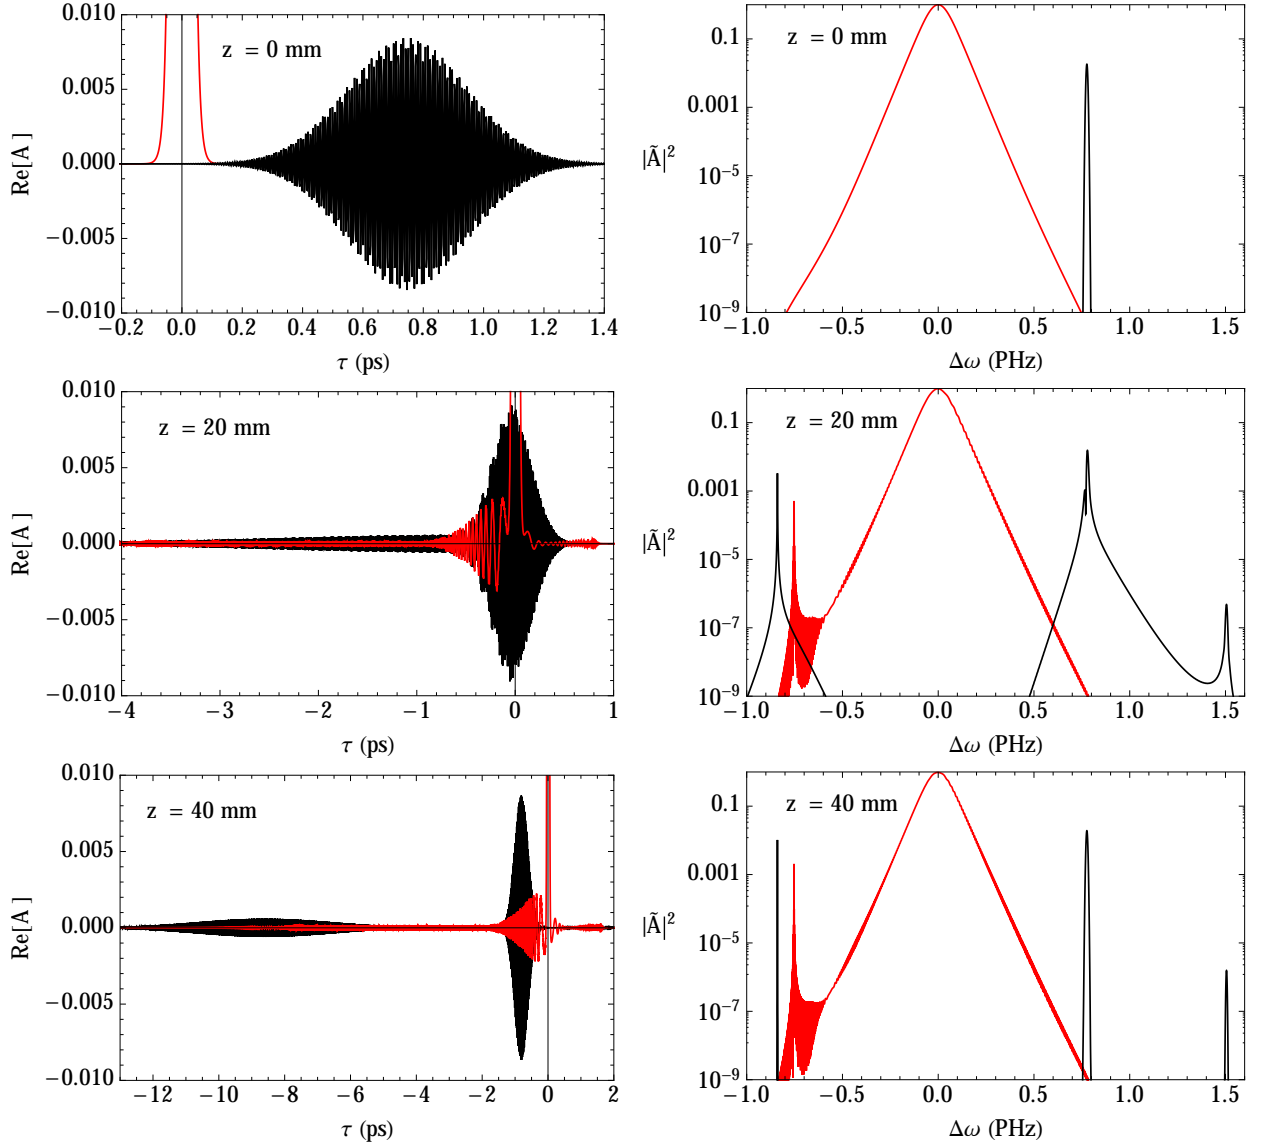 0.010
0.005
0.000
−0.005
−0.010
Re[A ]
z = 0 mm
−0.2 0.0 0.2 0.4 0.6 0.8 1.0 1.2 1.4
τ (ps)
0.1
0.001
10−5
10−7
10−9
|Ã|2
z = 0 mm
−1.0 −0.5 0.0 0.5 1.0 1.5
Δω (PHz)
0.010
0.005
0.000
−0.005
−0.010
Re[A ]
z = 20 mm
−4 −3 −2 −1 0 1
τ (ps)
0.1
0.001
10−5
10−7
10−9
|Ã|2
z = 20 mm
−1.0 −0.5 0.0 0.5 1.0 1.5
Δω (PHz)
0.010
0.005
0.000
−0.005
−0.010
Re[A ]
z = 40 mm
−12 −10 −8 −6 −4 −2 0 2
τ (ps)
0.1
0.001
10−5
10−7
10−9
|Ã|2
z = 40 mm
−1.0 −0.5 0.0 0.5 1.0 1.5
Δω (PHz)